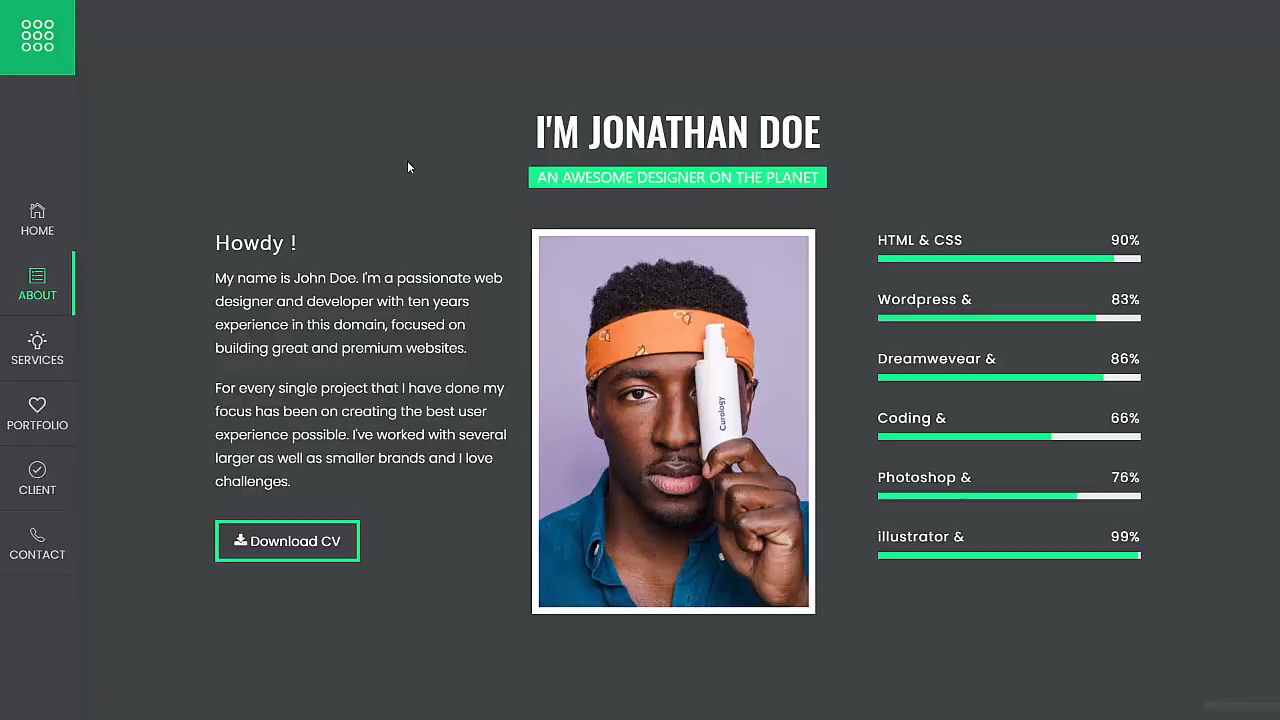 I'M JONATHAN DOE
AN AWESOME DESIGNER ON THE PLANET
HOME
ABOUT
SERVICES
PORTFOLIO
CLIENT
CONTACT
Howdy !
My name is John Doe. I'm a passionate web
designer and developer with ten years
experience in this domain, focused on
building great and premium websites.
For every single project that I have done my
focus has been on creating the best user
experience possible. I've worked with several
larger as well as smaller brands and I love
challenges.
Download CV
Curology
HTML & CSS 90%
Wordpress & 83%
Dreamwevear & 86%
Coding & 66%
Photoshop & 76%
illustrator & 99%